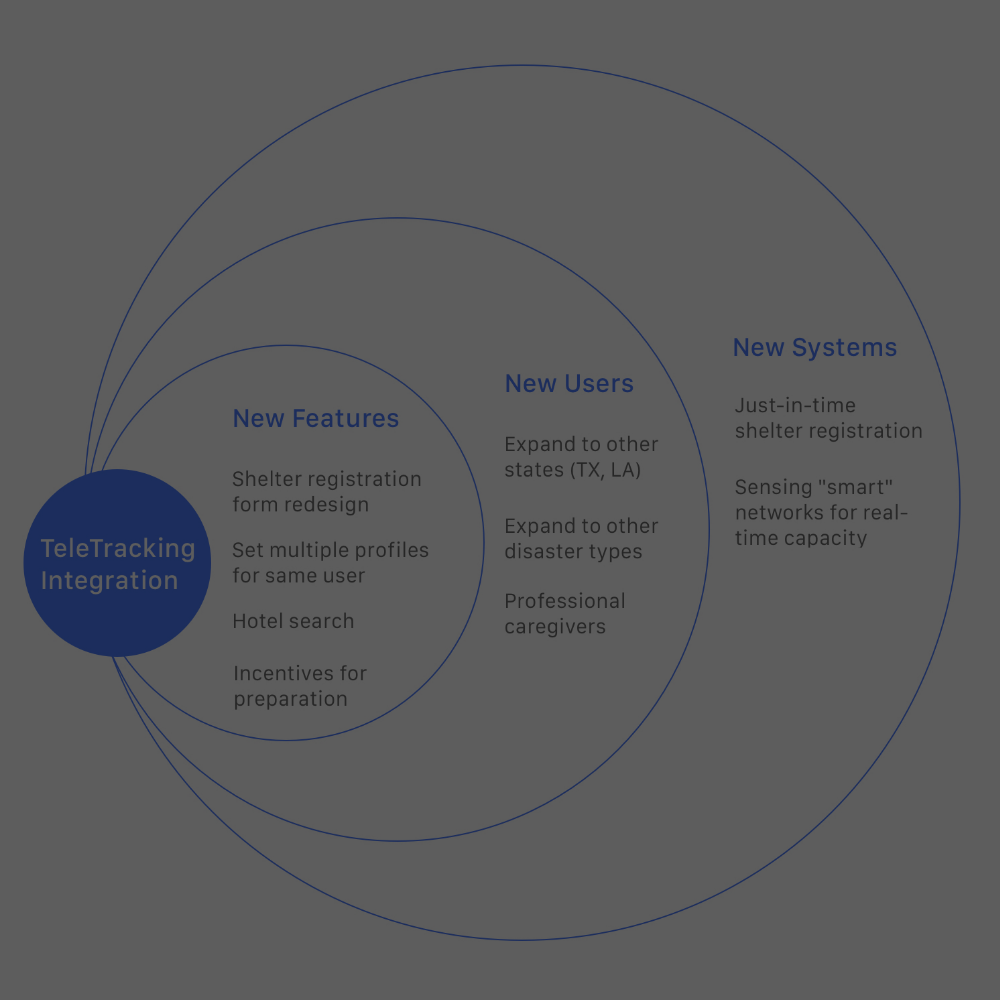 TeleTracking
Integration
New Features
Shelter registration
form redesign
Set multiple profiles
for same user
Hotel search
Incentives for
preparation
New Users
Expand to other
states (TX, LA)
Expand to other
disaster types
Professional
caregivers
New Systems
Just-in-time
shelter registration
Sensing "smart"
networks for real-
time capacity